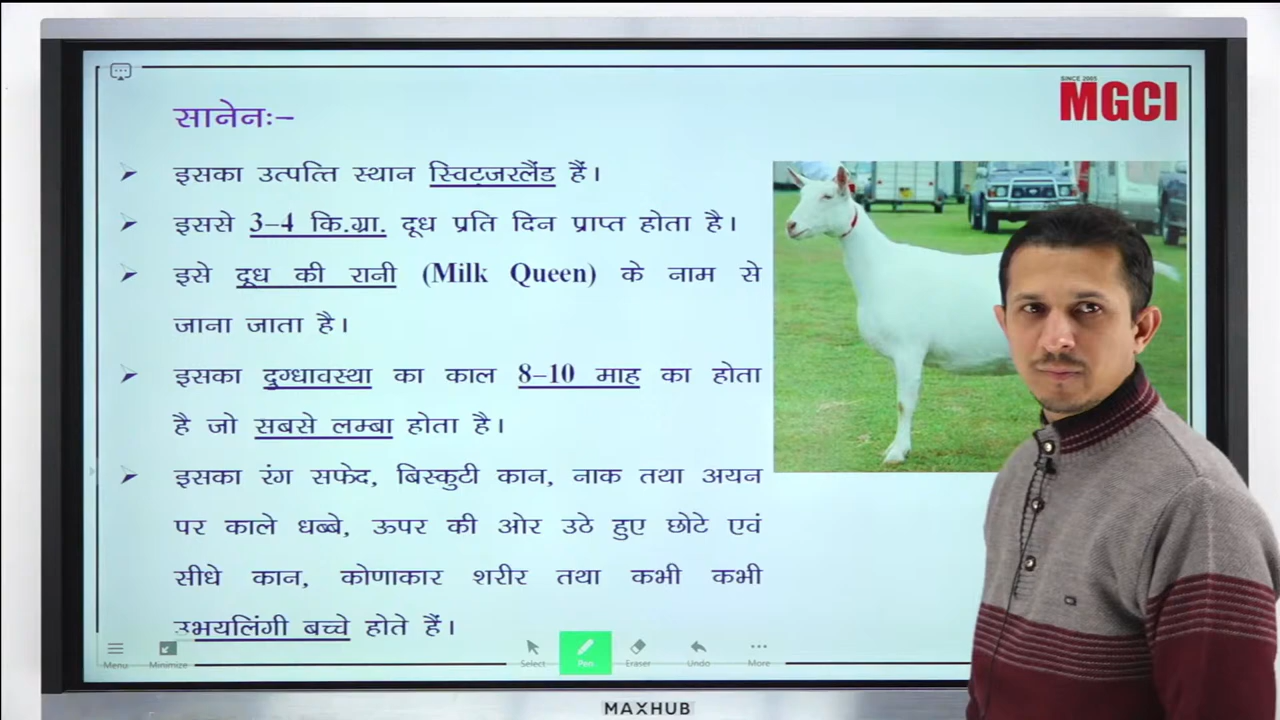 SINCE 2005
MGCI
सानेनः–
➢ इसका उत्पत्ति स्थान स्विट्जरलैंड हैं।
➢ इससे 3–4 कि.ग्रा. दूध प्रति दिन प्राप्त होता है।
➢ इसे दूध की रानी (Milk Queen) के नाम से
जाना जाता है।
➢ इसका दुग्धावस्था का काल 8–10 माह का होता
है जो सबसे लम्बा होता है।
➢ इसका रंग सफेद, बिस्कुटी कान, नाक तथा अयन
पर काले धब्बे, ऊपर की ओर उठे हुए छोटे एवं
सीधे कान, कोणाकार शरीर तथा कभी कभी
उभयलिंगी बच्चे होते हैं।
Menu Minimize Select Pen Eraser Undo More
MAXHUB